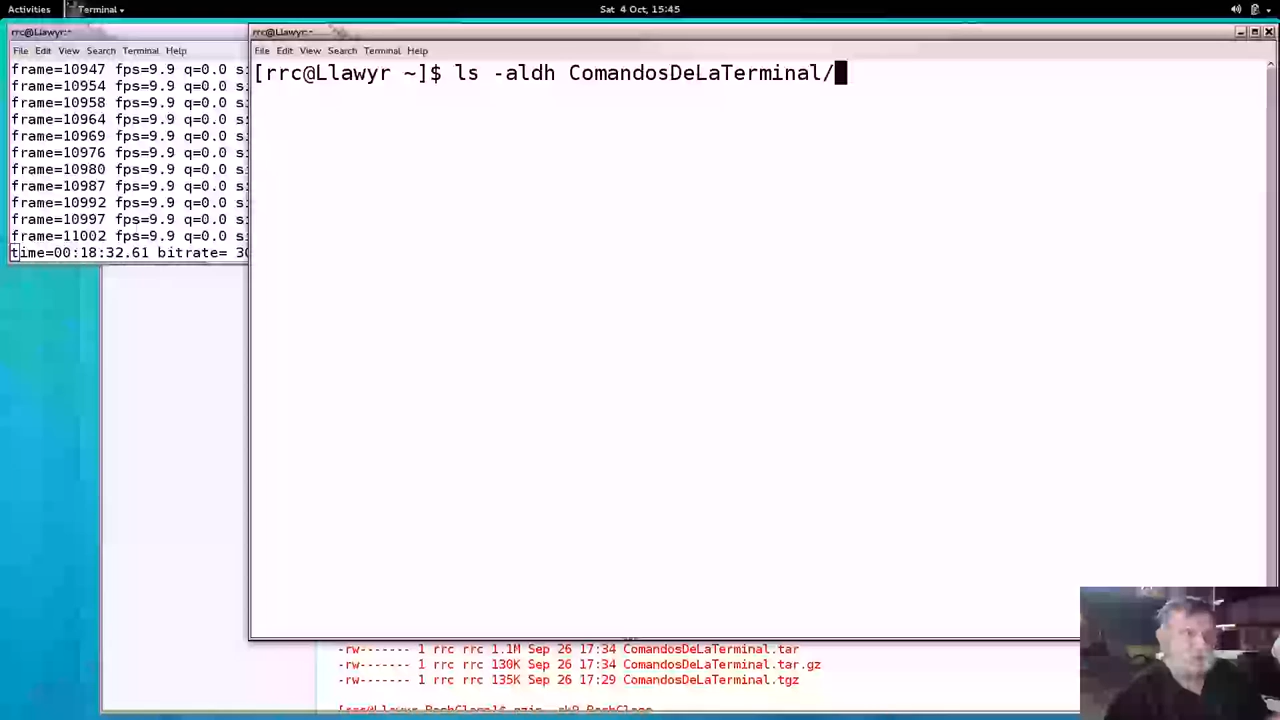 Activities Terminal Sat 4 Oct, 15:45
rrc@Llawyr:~
File Edit View Search Terminal Help
frame=10947 fps=9.9 q=0.0 s
frame=10954 fps=9.9 q=0.0 s
frame=10958 fps=9.9 q=0.0 s
frame=10964 fps=9.9 q=0.0 s
frame=10969 fps=9.9 q=0.0 s
frame=10976 fps=9.9 q=0.0 s
frame=10980 fps=9.9 q=0.0 s
frame=10987 fps=9.9 q=0.0 s
frame=10992 fps=9.9 q=0.0 s
frame=10997 fps=9.9 q=0.0 s
frame=11002 fps=9.9 q=0.0 s
time=00:18:32.61 bitrate= 30
rrc@Llawyr:~
File Edit View Search Terminal Help
[rrc@Llawyr ~]$ ls -aldh ComandosDeLaTerminal/
-rw------- 1 rrc rrc 1.1M Sep 26 17:34 ComandosDeLaTerminal.tar
-rw------- 1 rrc rrc 130K Sep 26 17:34 ComandosDeLaTerminal.tar.gz
-rw------- 1 rrc rrc 135K Sep 26 17:29 ComandosDeLaTerminal.tgz